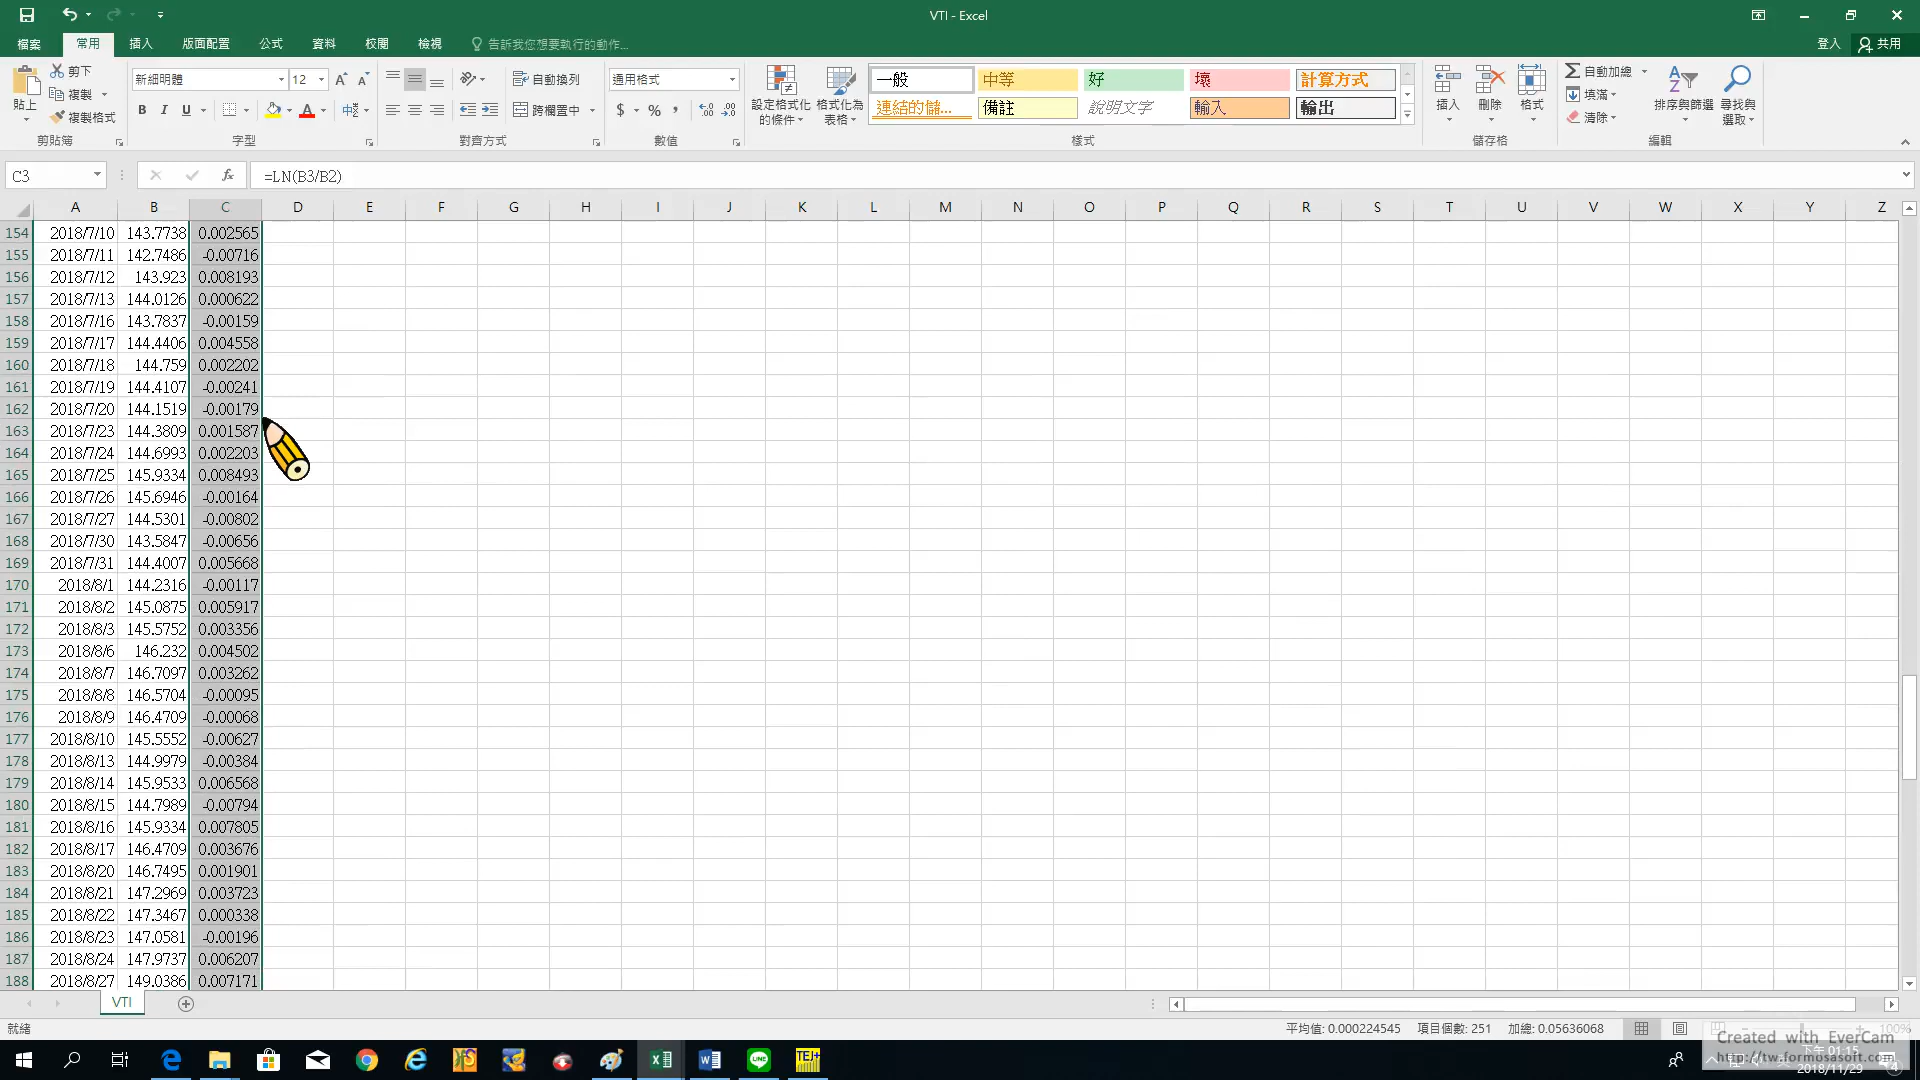 VTI - Excel
檔案 常用 插入 版面配置 公式 資料 校閱 檢視 告訴我您想要執行的動作... 登入 共用
貼上 剪下 複製 複製格式 剪貼簿
新細明體 12 B I U A 字型
自動換列 跨欄置中 對齊方式
通用格式 $ % , 數值
設定格式化的條件 格式化為表格 一般 中等 好 壞 計算方式
連結的儲... 備註 說明文字 輸入 輸出 樣式
插入 刪除 格式 儲存格
自動加總 填滿 清除 排序與篩選 尋找與選取 編輯
C3 fx =LN(B3/B2)
A B C D E F G H I J K L M N O P Q R S T U V W X Y Z
154 2018/7/10 143.7738 0.002565
155 2018/7/11 142.7486 -0.00716
156 2018/7/12 143.923 0.008193
157 2018/7/13 144.0126 0.000622
158 2018/7/16 143.7837 -0.00159
159 2018/7/17 144.4406 0.004558
160 2018/7/18 144.759 0.002202
161 2018/7/19 144.4107 -0.00241
162 2018/7/20 144.1519 -0.00179
163 2018/7/23 144.3809 0.001587
164 2018/7/24 144.6993 0.002203
165 2018/7/25 145.9334 0.008493
166 2018/7/26 145.6946 -0.00164
167 2018/7/27 144.5301 -0.00802
168 2018/7/30 143.5847 -0.00656
169 2018/7/31 144.4007 0.005668
170 2018/8/1 144.2316 -0.00117
171 2018/8/2 145.0875 0.005917
172 2018/8/3 145.5752 0.003356
173 2018/8/6 146.232 0.004502
174 2018/8/7 146.7097 0.003262
175 2018/8/8 146.5704 -0.00095
176 2018/8/9 146.4709 -0.00068
177 2018/8/10 145.5552 -0.00627
178 2018/8/13 144.9979 -0.00384
179 2018/8/14 145.9533 0.006568
180 2018/8/15 144.7989 -0.00794
181 2018/8/16 145.9334 0.007805
182 2018/8/17 146.4709 0.003676
183 2018/8/20 146.7495 0.001901
184 2018/8/21 147.2969 0.003723
185 2018/8/22 147.3467 0.000338
186 2018/8/23 147.0581 -0.00196
187 2018/8/24 147.9737 0.006207
188 2018/8/27 149.0386 0.007171
VTI
就緒 平均值: 0.000224545 項目個數: 251 加總: 0.05636068 100%
Created with EverCam
http://tw.formosasoft.com
下午 01:15
2018/11/29
LINE TEJ+